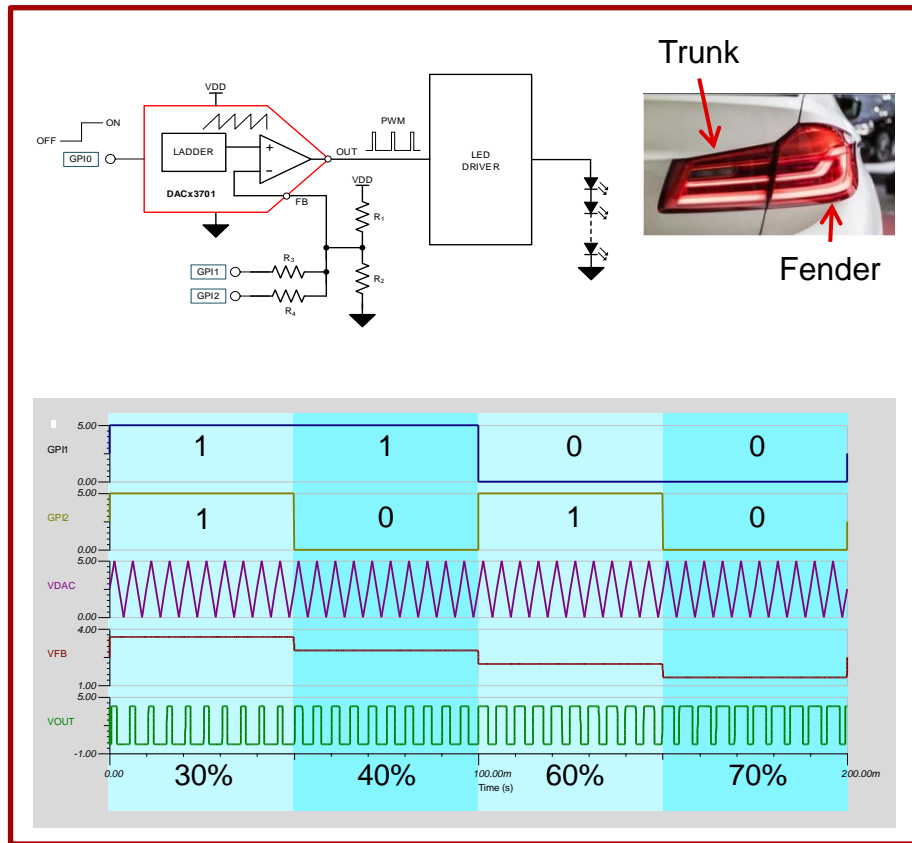 Trunk
VDD
ON
OFF
GPI0
LADDER
+
−
DACx3701
OUT
FB
PWM
LED
DRIVER
VDD
R1
R2
GPI1
R3
GPI2
R4
Fender
5.00
GPI1
0.00
1 1 0 0
5.00
GPI2
0.00
1 0 1 0
5.00
VDAC
0.00
4.00
VFB
1.00
5.00
VOUT
-1.00
0.00
30% 40% 60% 70%
100.00m
200.00m
Time (s)